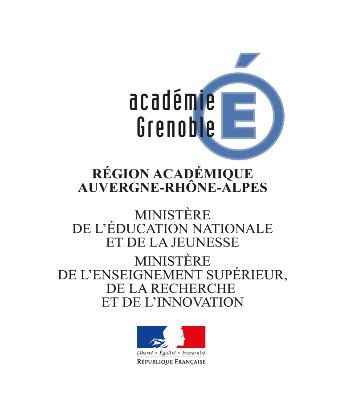 académie
Grenoble
É
RÉGION ACADÉMIQUE
AUVERGNE-RHÔNE-ALPES
MINISTÈRE
DE L'ÉDUCATION NATIONALE
ET DE LA JEUNESSE
MINISTÈRE
DE L'ENSEIGNEMENT SUPÉRIEUR,
DE LA RECHERCHE
ET DE L'INNOVATION
Liberté • Égalité • Fraternité
RÉPUBLIQUE FRANÇAISE